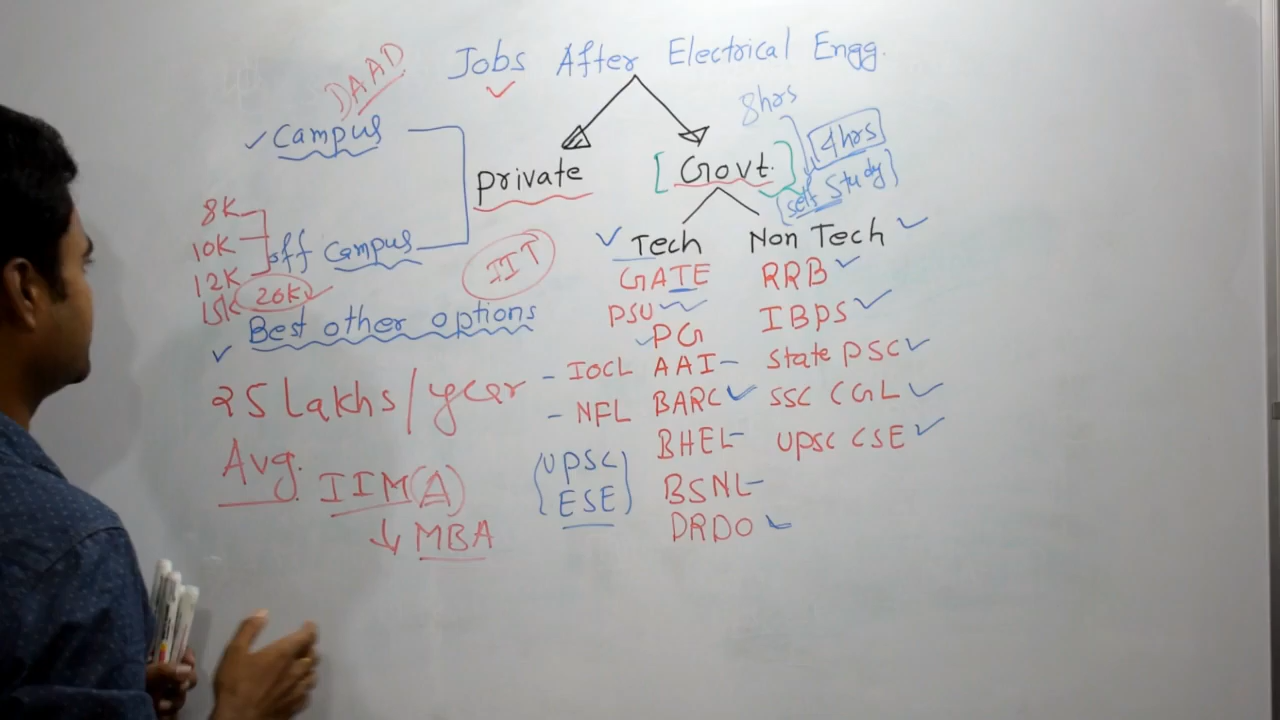 Jobs After Electrical Engg.
DAAD
Campus
private
Govt.
8hrs
4hrs
self Study
8K
10K
12K
15K
20K
off campus
IIT
Best other options
25 Lakhs/year
Avg.
IIM(A)
MBA
Tech
GATE
PSU
PG
IOCL
AAI
NFL
BARC
BHEL
UPSC
ESE
BSNL
DRDO
Non Tech
RRB
IBPS
State PSC
SSC CGL
UPSC CSE